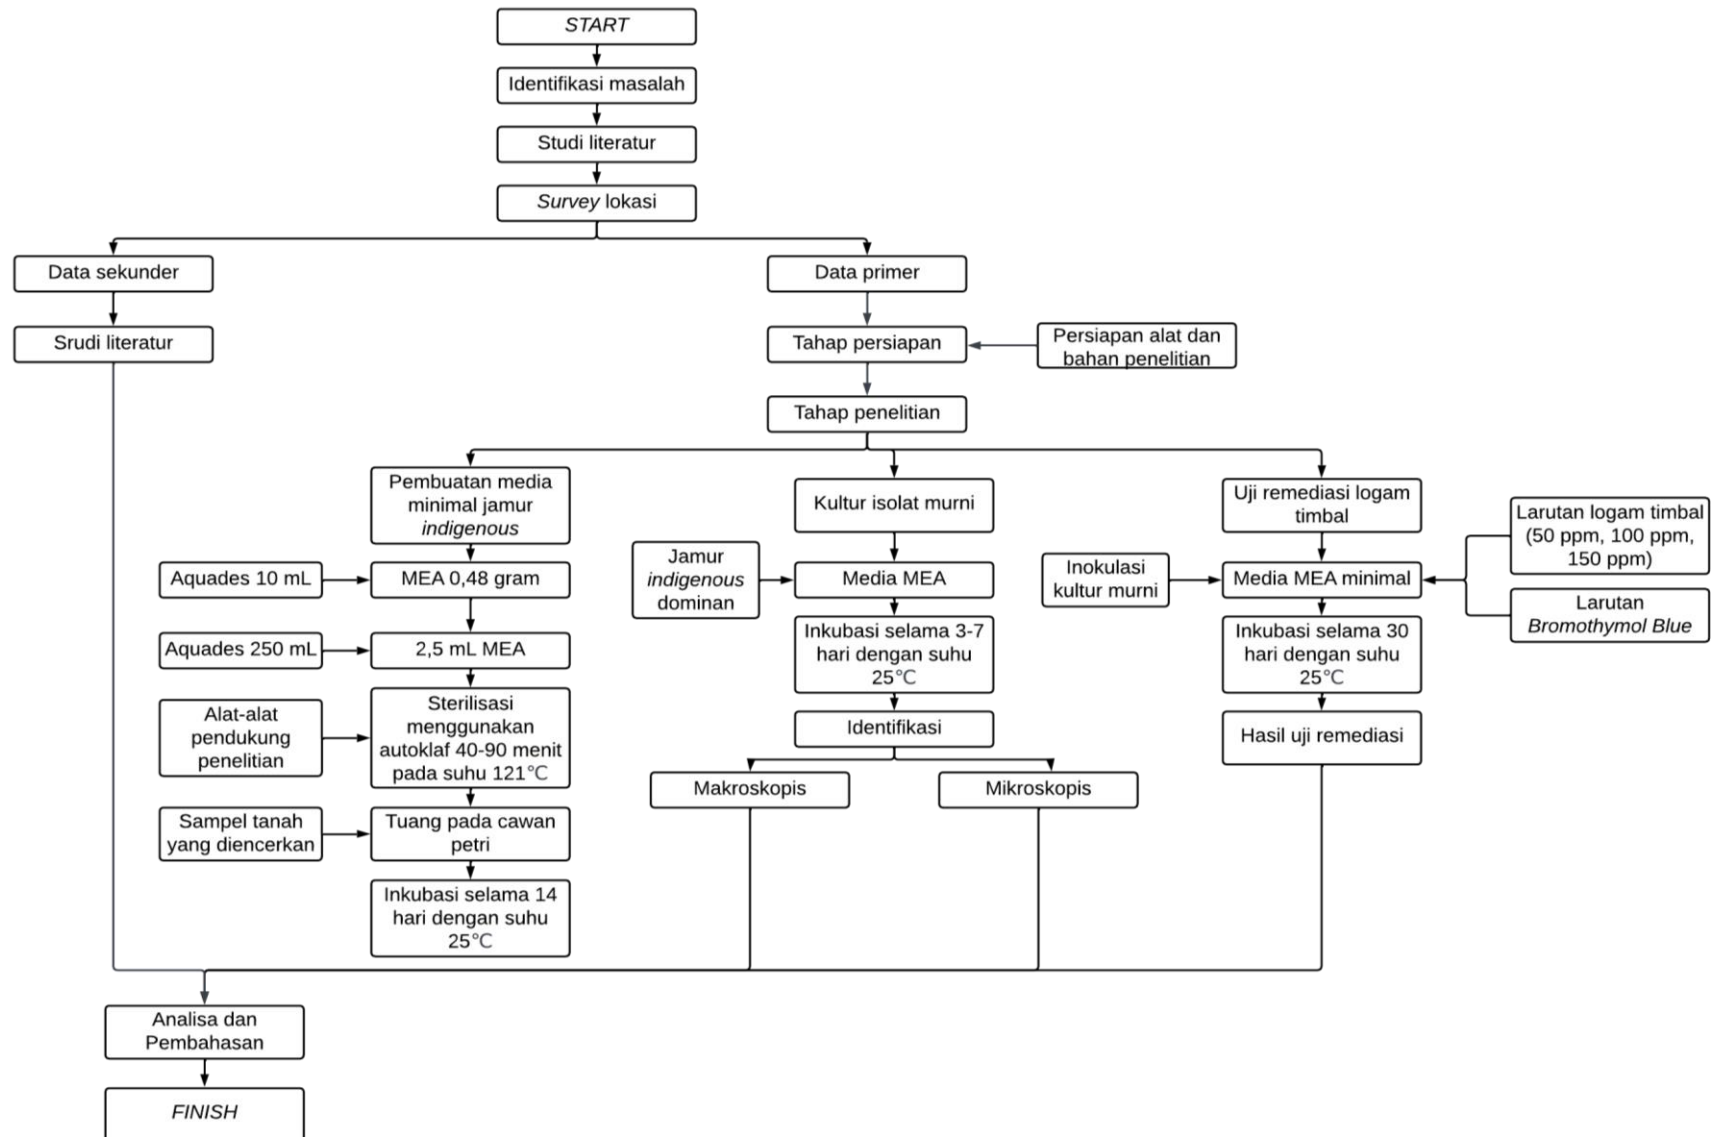 START
Identifikasi masalah
Studi literatur
Survey lokasi
Data sekunder
Data primer
Srudi literatur
Tahap persiapan
Persiapan alat dan
bahan penelitian
Tahap penelitian
Pembuatan media
minimal jamur
indigenous
Aquades 10 mL
MEA 0,48 gram
Aquades 250 mL
2,5 mL MEA
Alat-alat
pendukung
penelitian
Sterilisasi
menggunakan
autoklaf 40-90 menit
pada suhu 121℃
Sampel tanah
yang diencerkan
Tuang pada cawan
petri
Inkubasi selama 14
hari dengan suhu
25℃
Kultur isolat murni
Jamur
indigenous
dominan
Media MEA
Inkubasi selama 3-7
hari dengan suhu
25℃
Identifikasi
Makroskopis
Mikroskopis
Uji remediasi logam
timbal
Inokulasi
kultur murni
Media MEA minimal
Larutan logam timbal
(50 ppm, 100 ppm,
150 ppm)
Larutan
Bromothymol Blue
Inkubasi selama 30
hari dengan suhu
25℃
Hasil uji remediasi
Analisa dan
Pembahasan
FINISH